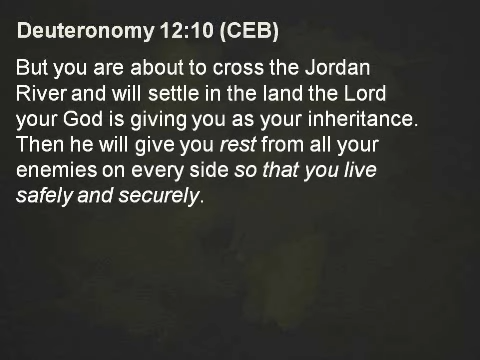 Deuteronomy 12:10 (CEB)
But you are about to cross the Jordan
River and will settle in the land the Lord
your God is giving you as your inheritance.
Then he will give you rest from all your
enemies on every side so that you live
safely and securely.